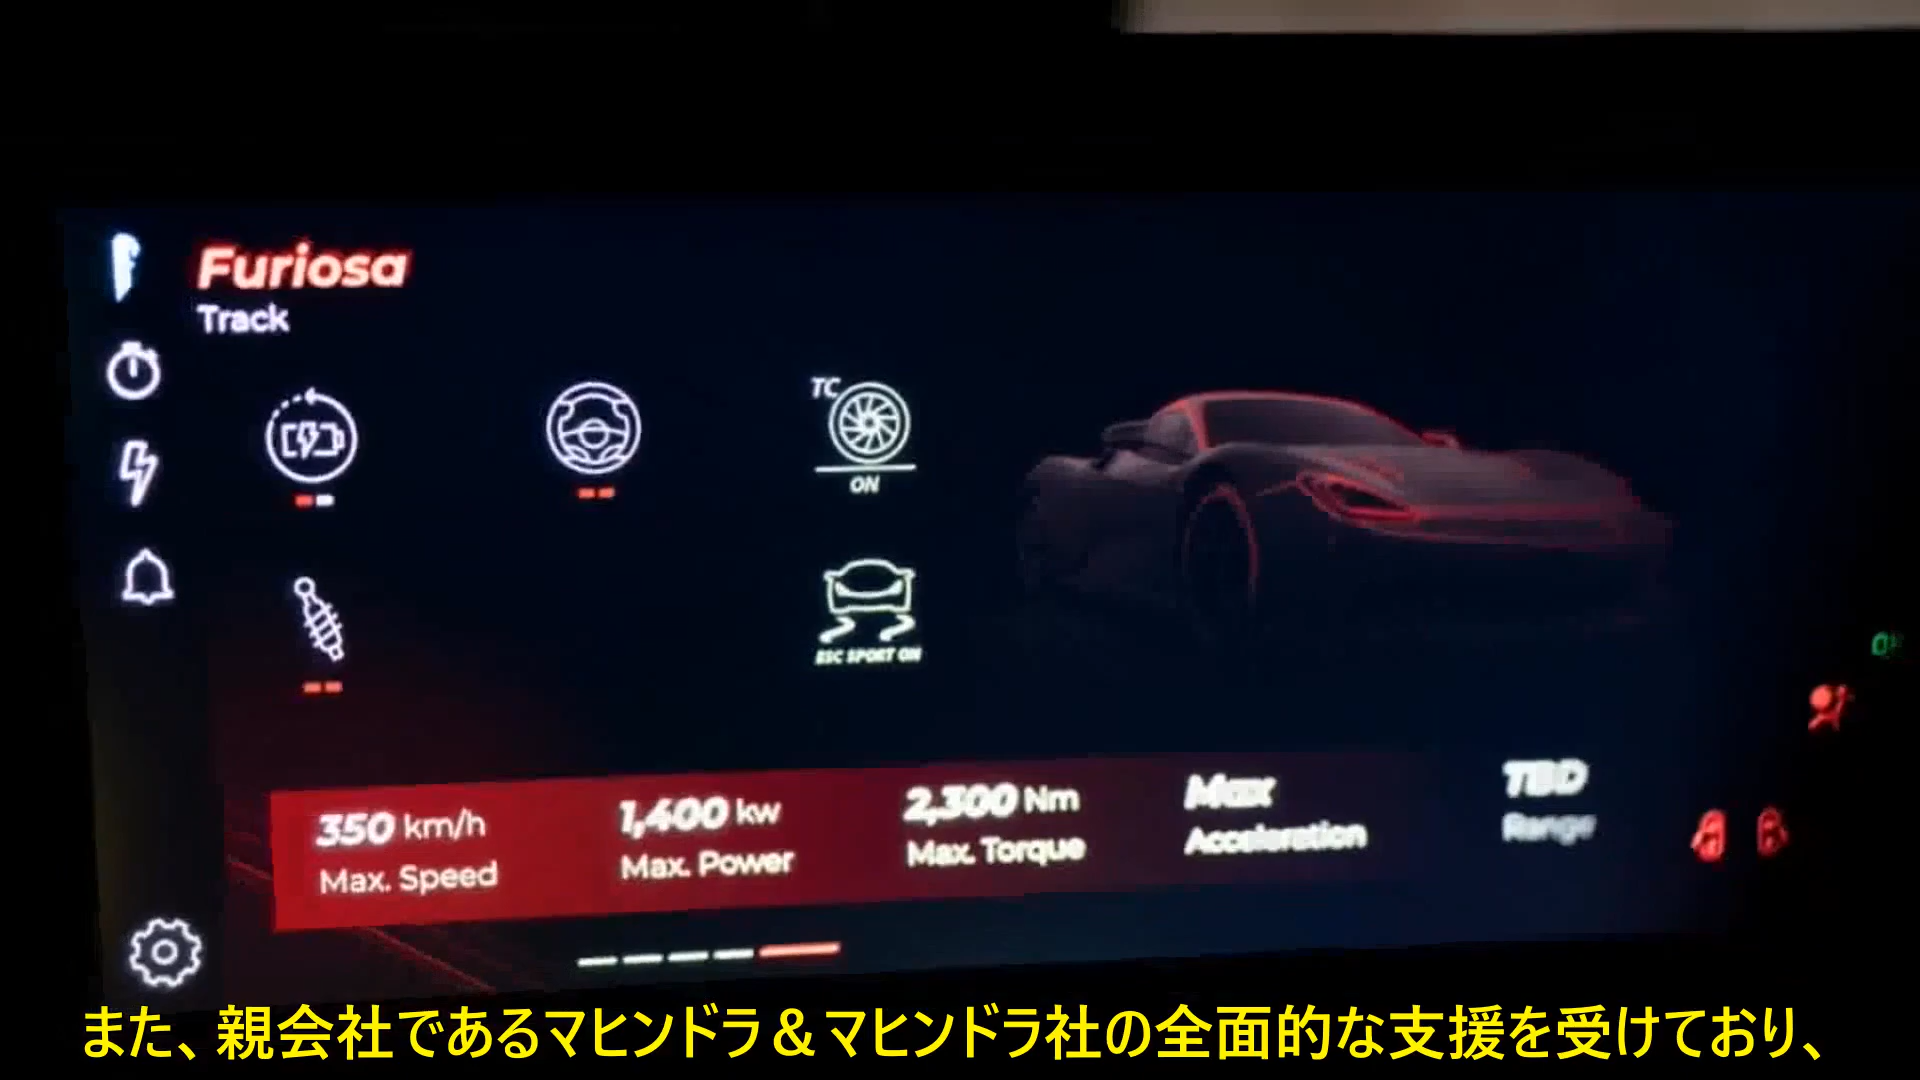 Furiosa
Track
TC
ON
ESC SPORT ON
350 km/h
Max. Speed
1,400 kw
Max. Power
2,300 Nm
Max. Torque
Max
Acceleration
TBD
Range
また、親会社であるマヒンドラ＆マヒンドラ社の全面的な支援を受けており、